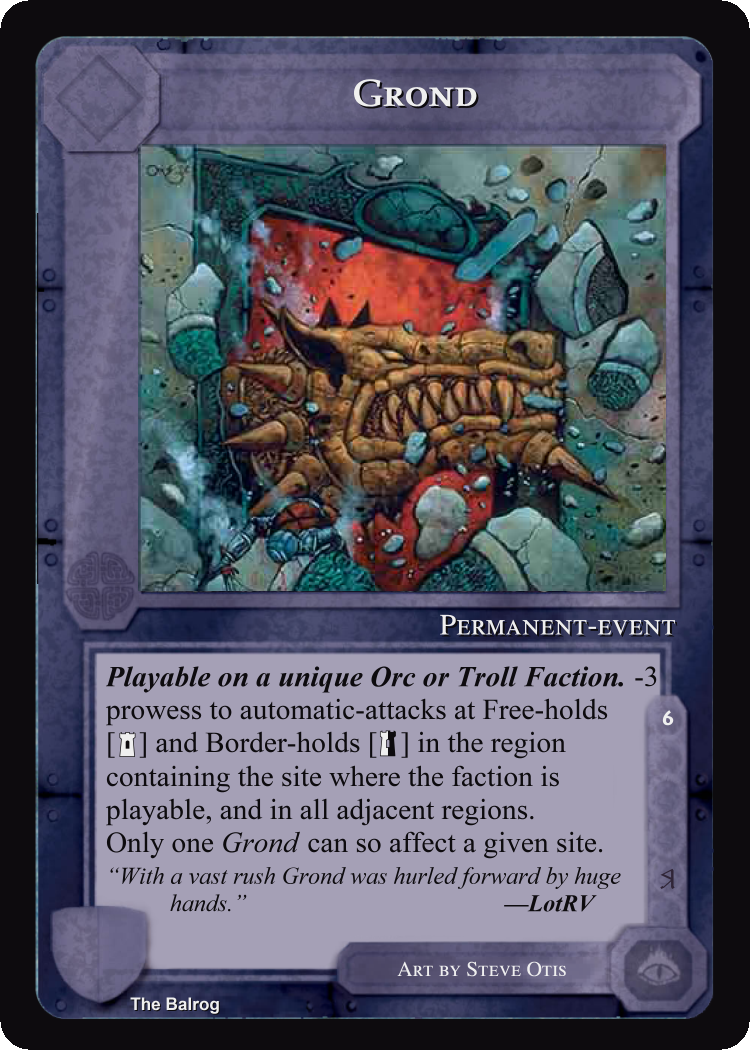 Grond
Permanent-event
Playable on a unique Orc or Troll Faction. -3
prowess to automatic-attacks at Free-holds
[ ] and Border-holds [ ] in the region
containing the site where the faction is
playable, and in all adjacent regions.
Only one Grond can so affect a given site.
“With a vast rush Grond was hurled forward by huge
hands.” —LotRV
6
Art by Steve Otis
The Balrog